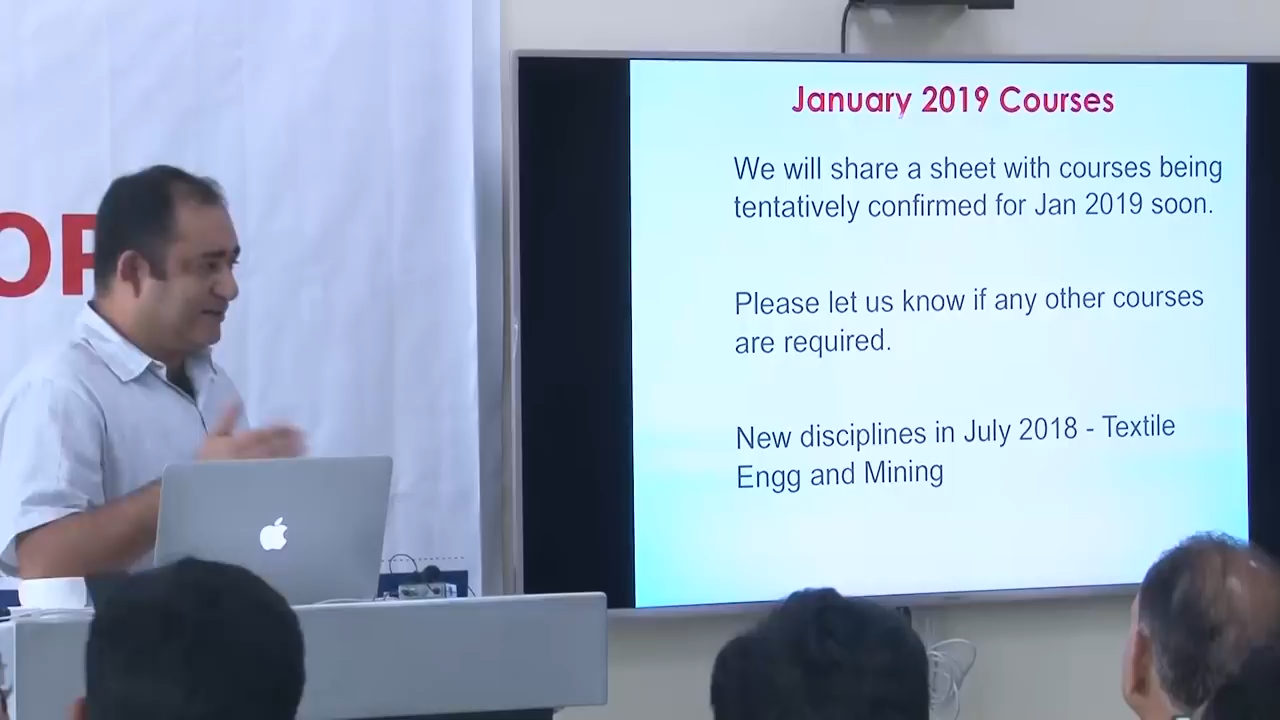 January 2019 Courses
We will share a sheet with courses being
tentatively confirmed for Jan 2019 soon.
Please let us know if any other courses
are required.
New disciplines in July 2018 - Textile
Engg and Mining